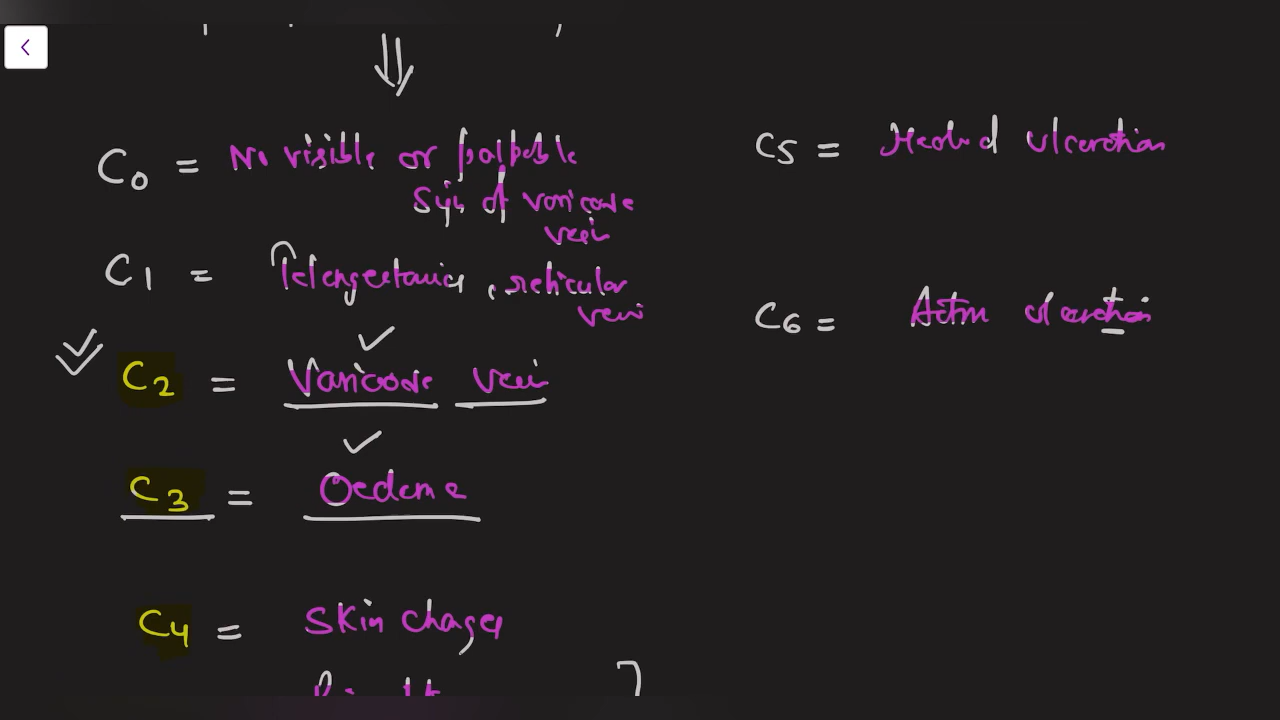 C0 = No visible or palpable
sign of varicose
vein
C1 = Telengectansia, reticular
vein
C2 = Varicose vein
C3 = Oedema
C4 = Skin changes
C5 = Healed ulceration
C6 = Active ulceration